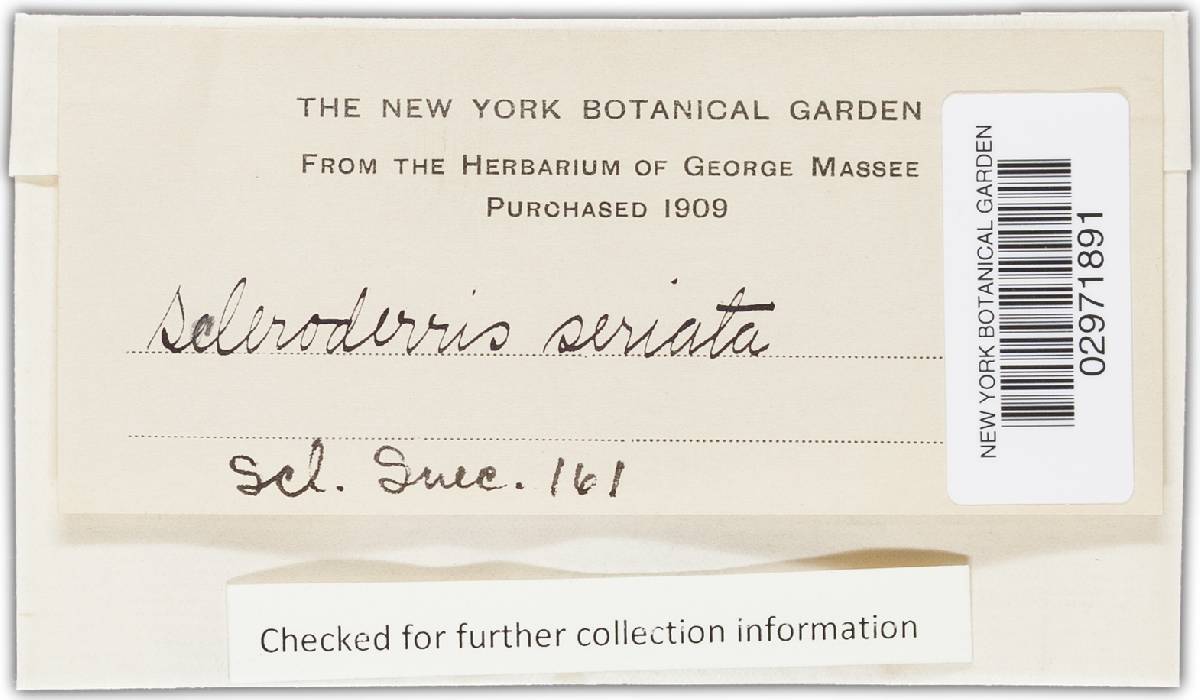 THE NEW YORK BOTANICAL GARDEN
FROM THE HERBARIUM OF GEORGE MASSEE
PURCHASED 1909
Scleroderris seriata
Scl. Suec. 161
NEW YORK BOTANICAL GARDEN
02971891
Checked for further collection information